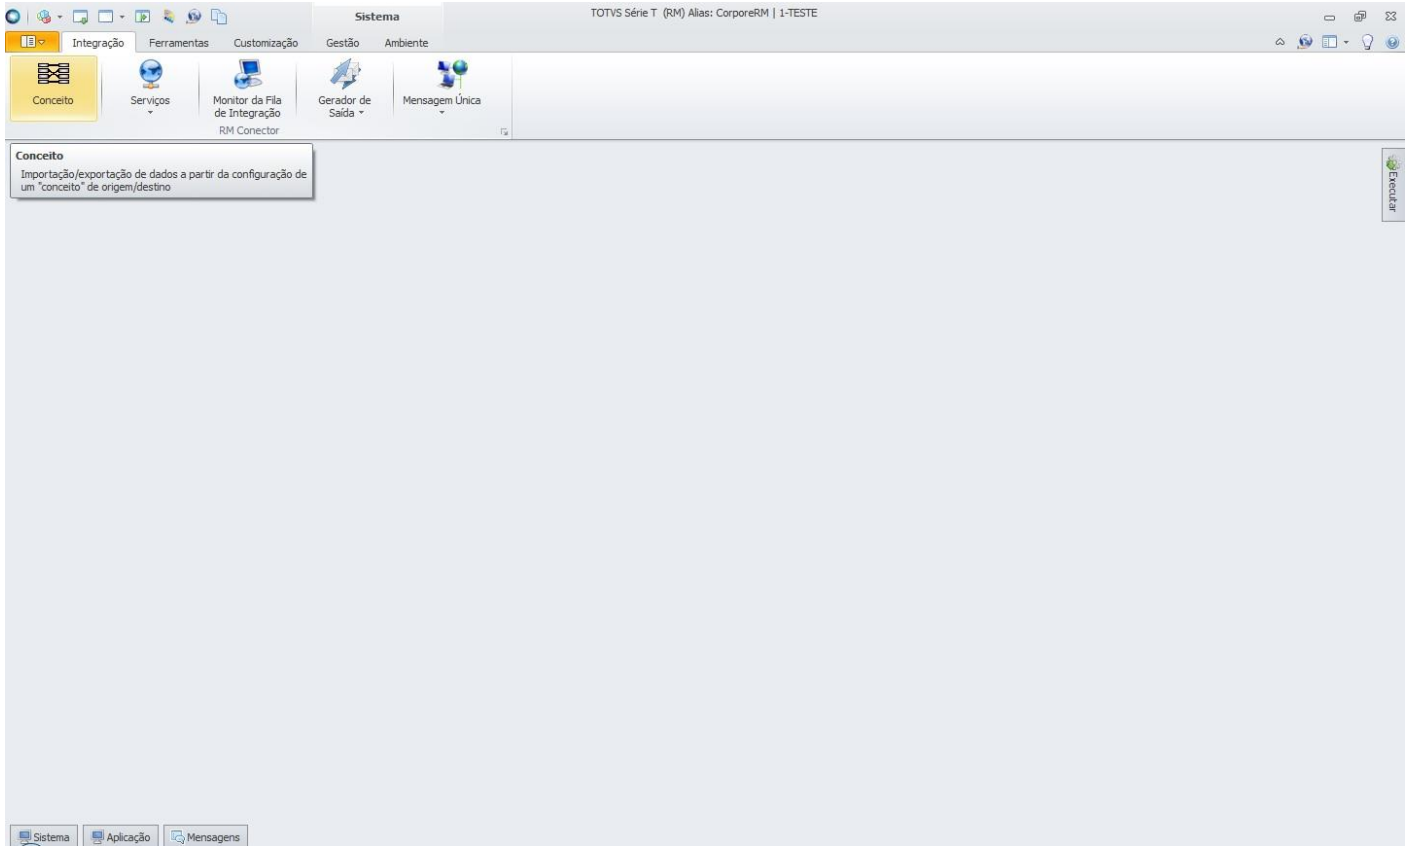 Sistema
TOTVS Série T (RM) Alias: CorporeRM | 1-TESTE
Integração
Ferramentas
Customização
Gestão
Ambiente
Conceito
Serviços
Monitor da Fila
de Integração
Gerador de
Saída
Mensagem Única
RM Conector
Conceito
Importação/exportação de dados a partir da configuração de
um "conceito" de origem/destino
Executar
Sistema
Aplicação
Mensagens